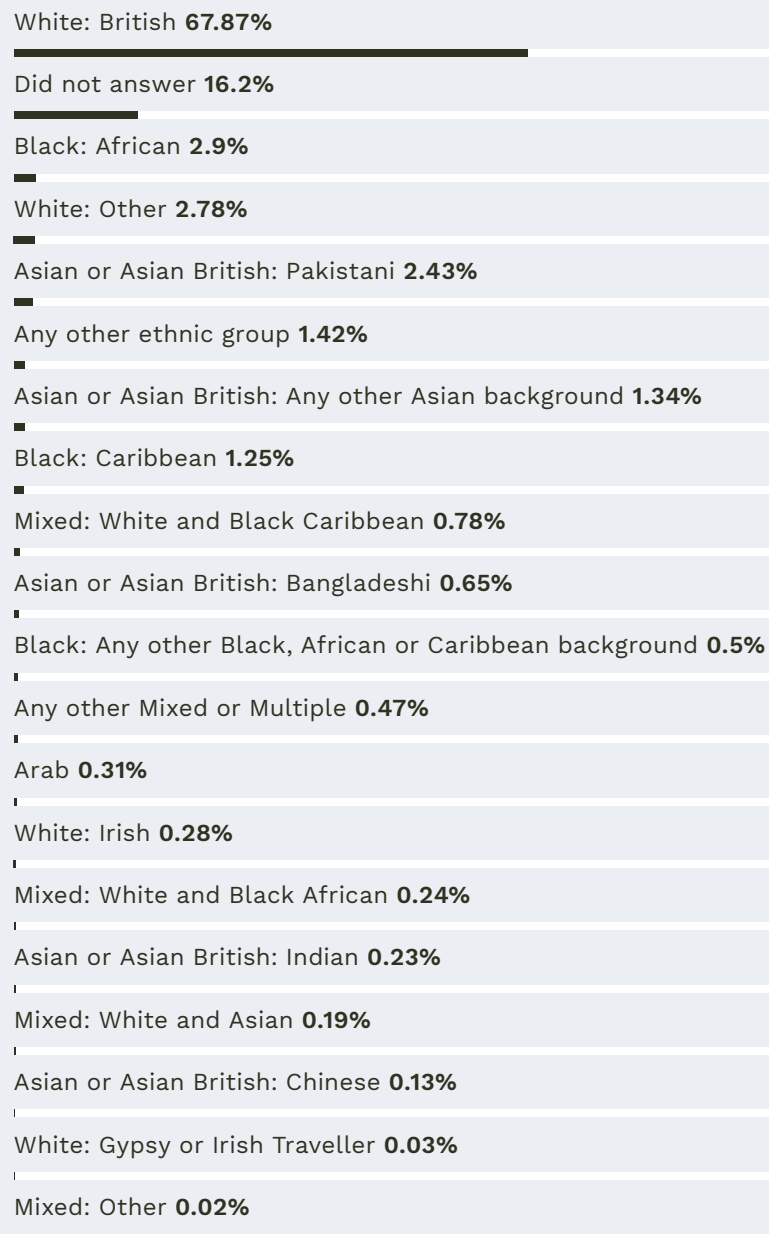 White: British 67.87%
Did not answer 16.2%
Black: African 2.9%
White: Other 2.78%
Asian or Asian British: Pakistani 2.43%
Any other ethnic group 1.42%
Asian or Asian British: Any other Asian background 1.34%
Black: Caribbean 1.25%
Mixed: White and Black Caribbean 0.78%
Asian or Asian British: Bangladeshi 0.65%
Black: Any other Black, African or Caribbean background 0.5%
Any other Mixed or Multiple 0.47%
Arab 0.31%
White: Irish 0.28%
Mixed: White and Black African 0.24%
Asian or Asian British: Indian 0.23%
Mixed: White and Asian 0.19%
Asian or Asian British: Chinese 0.13%
White: Gypsy or Irish Traveller 0.03%
Mixed: Other 0.02%